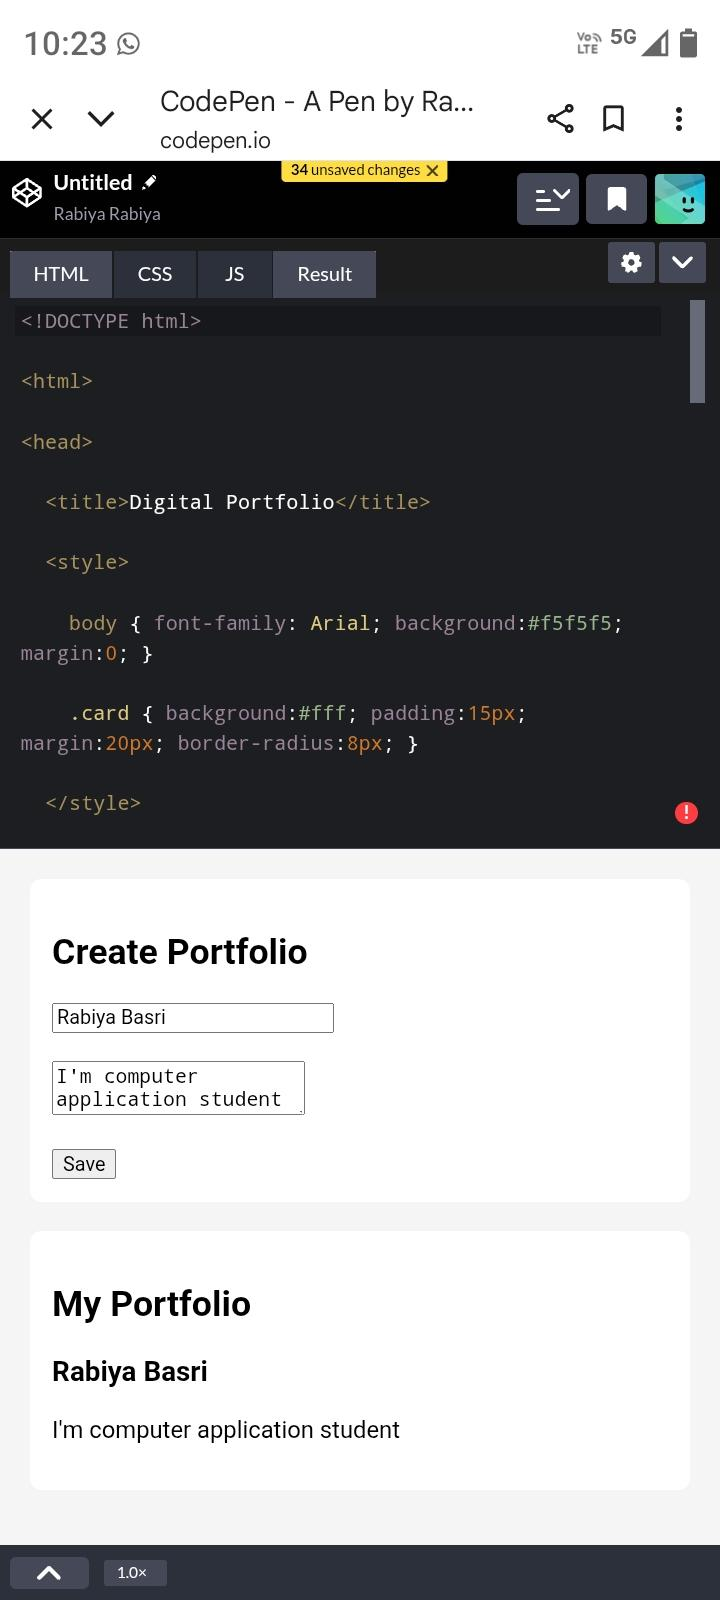 10:23
Vo LTE 5G
CodePen - A Pen by Ra...
codepen.io
34 unsaved changes
Untitled
Rabiya Rabiya
HTML CSS JS Result
<!DOCTYPE html>
<html>
<head>
<title>Digital Portfolio</title>
<style>
body { font-family: Arial; background:#f5f5f5;
margin:0; }
.card { background:#fff; padding:15px;
margin:20px; border-radius:8px; }
</style>
Create Portfolio
Rabiya Basri
I'm computer
application student
Save
My Portfolio
Rabiya Basri
I'm computer application student
1.0×